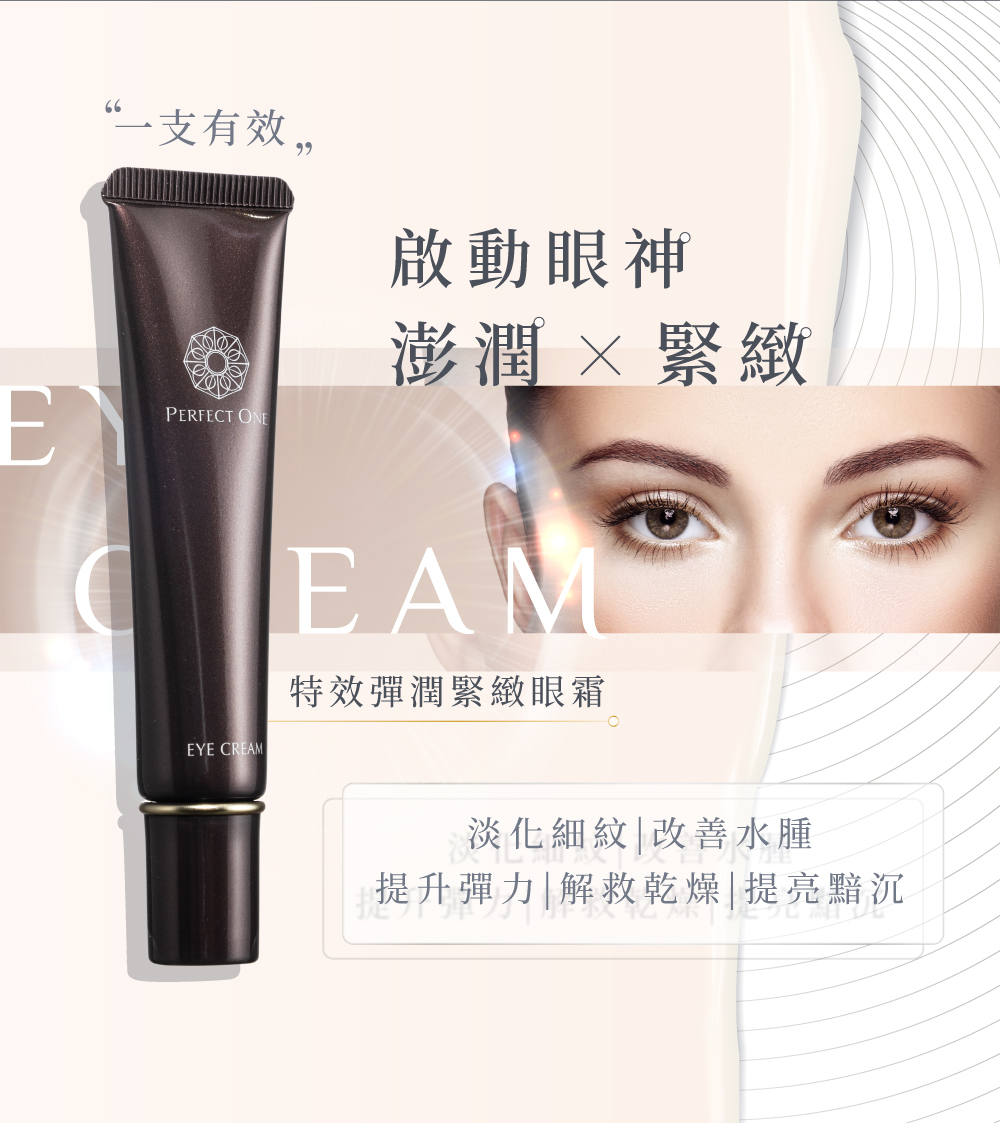 “一支有效”
啟動眼神
澎潤×緊緻
PERFECT ONE
EYE
CREAM
特效彈潤緊緻眼霜
EYE CREAM
淡化細紋|改善水腫
提升彈力|解救乾燥|提亮黯沉